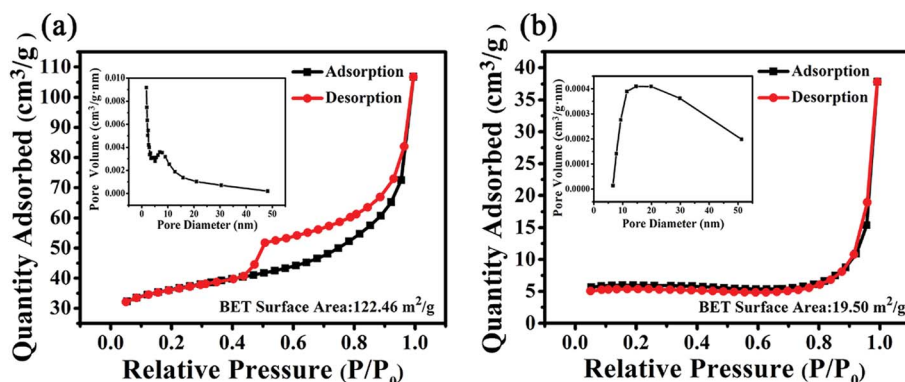 (a)
Quantity Adsorbed (cm³/g)
110
100
90
80
70
60
50
40
30
0.0 0.2 0.4 0.6 0.8 1.0
Relative Pressure (P/P₀)
Adsorption
Desorption
BET Surface Area:122.46 m²/g
Pore Volume (cm³/g·nm)
0.010
0.008
0.006
0.004
0.002
0.000
0 10 20 30 40 50
Pore Diameter (nm)
(b)
Quantity Adsorbed (cm³/g)
40
35
30
25
20
15
10
5
0
0.0 0.2 0.4 0.6 0.8 1.0
Relative Pressure (P/P₀)
Adsorption
Desorption
BET Surface Area:19.50 m²/g
Pore Volume (cm³/g·nm)
0.0004
0.0003
0.0002
0.0001
0.0000
0 10 20 30 40 50
Pore Diameter (nm)